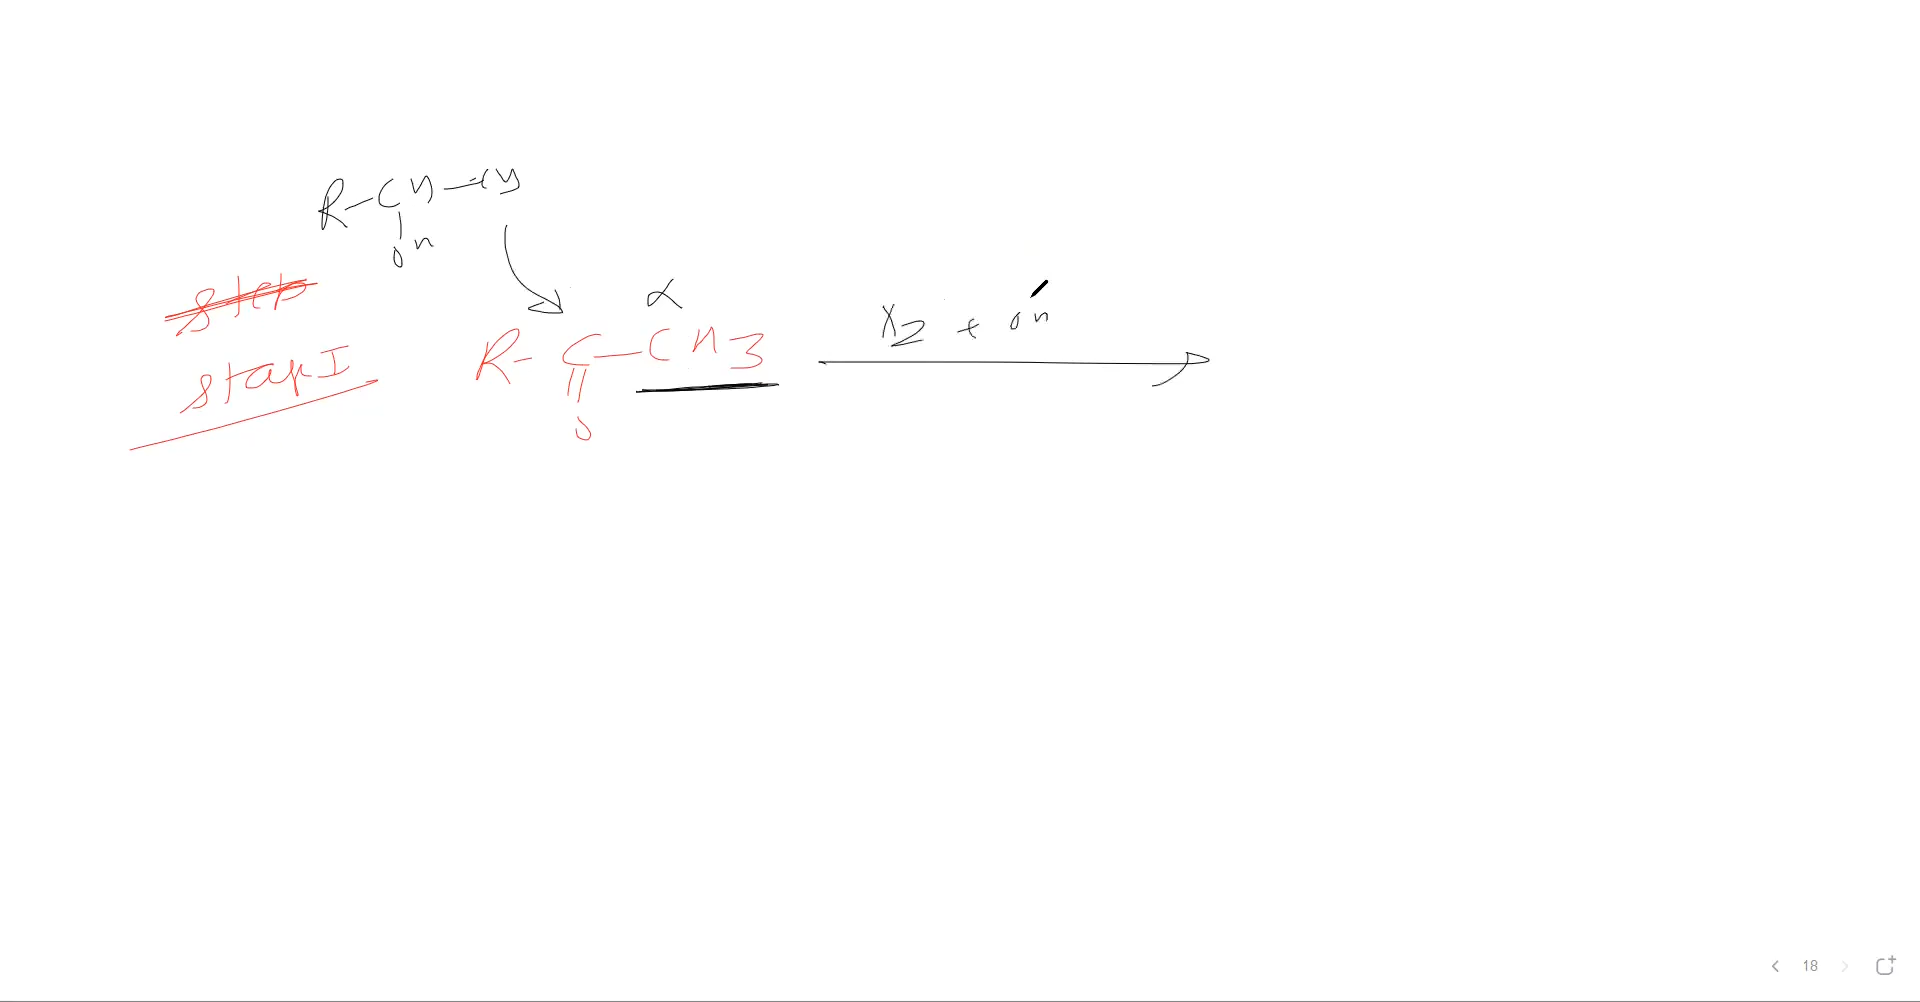 R-CH-CH3
OH
step
α
X2 + OH-
R-C-CH3
step I
O
18